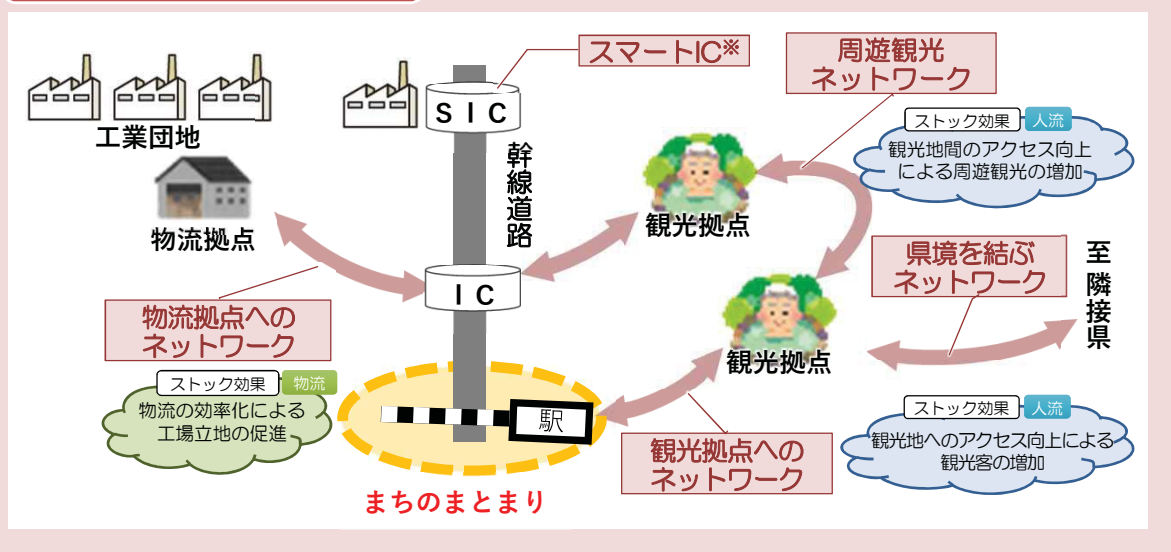 スマートIC※
周遊観光
ネットワーク
ストック効果 人流
観光地間のアクセス向上
による周遊観光の増加
工業団地
SIC
幹線道路
物流拠点
観光拠点
県境を結ぶ
ネットワーク
至隣接県
IC
物流拠点への
ネットワーク
観光拠点
ストック効果 物流
物流の効率化による
工場立地の促進
駅
まちのまとまり
観光拠点への
ネットワーク
ストック効果 人流
観光地へのアクセス向上による
観光客の増加